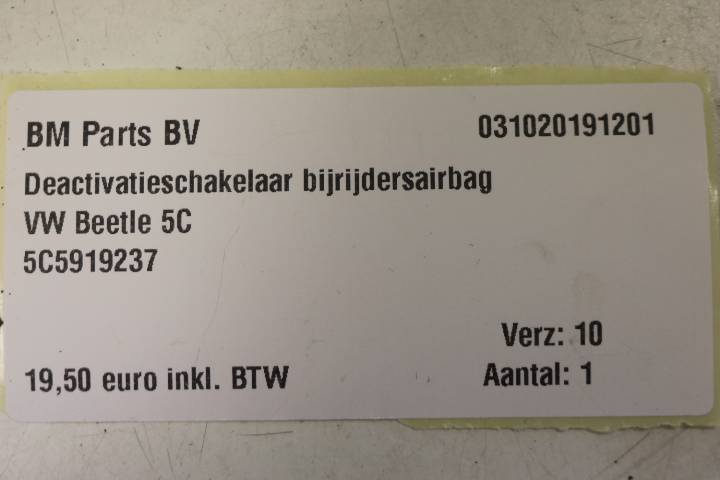 BM Parts BV 031020191201
Deactivatieschakelaar bijrijdersairbag
VW Beetle 5C
5C5919237
Verz: 10
19,50 euro inkl. BTW Aantal: 1